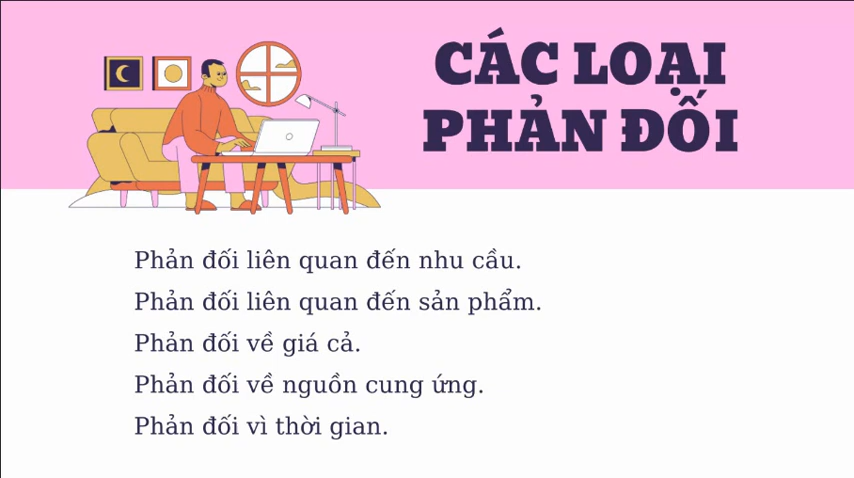 CÁC LOẠI
PHẢN ĐỐI
Phản đối liên quan đến nhu cầu.
Phản đối liên quan đến sản phẩm.
Phản đối về giá cả.
Phản đối về nguồn cung ứng.
Phản đối vì thời gian.